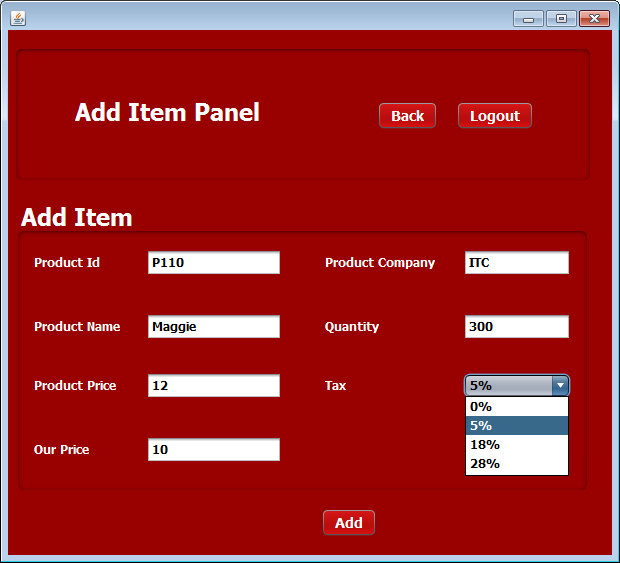 Add Item Panel
Back
Logout
Add Item
Product Id P110 Product Company ITC
Product Name Maggie Quantity 300
Product Price 12 Tax 5%
0%
5%
18%
28%
Our Price 10
Add